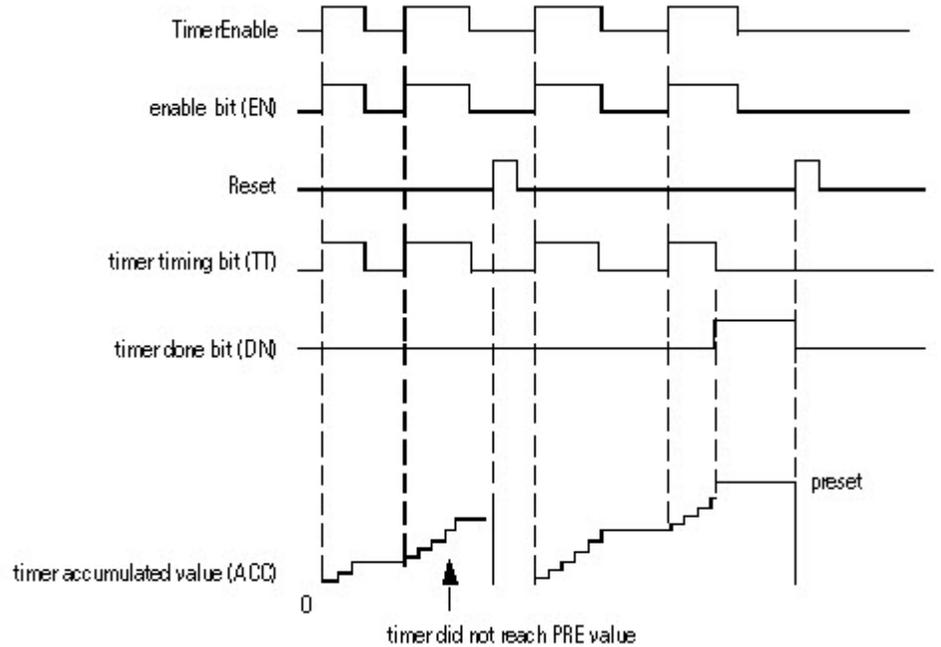 TimerEnable
enable bit (EN)
Reset
timer timing bit (TT)
timer done bit (DN)
preset
timer accumulated value (ACC)
0
timer did not reach PRE value